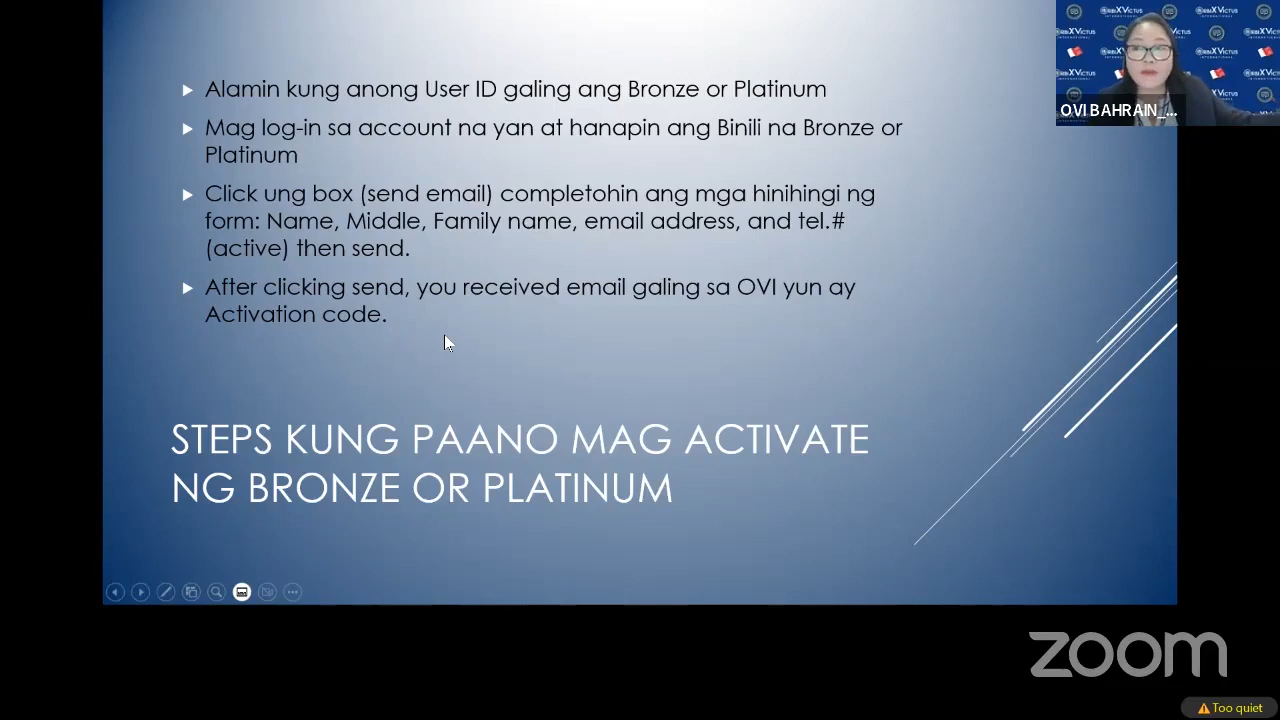 Alamin kung anong User ID galing ang Bronze or Platinum
Mag log-in sa account na yan at hanapin ang Binili na Bronze or
Platinum
Click ung box (send email) completohin ang mga hinihingi ng
form: Name, Middle, Family name, email address, and tel.#
(active) then send.
After clicking send, you received email galing sa OVI yun ay
Activation code.
STEPS KUNG PAANO MAG ACTIVATE
NG BRONZE OR PLATINUM
OVI BAHRAIN_...
zoom
Too quiet